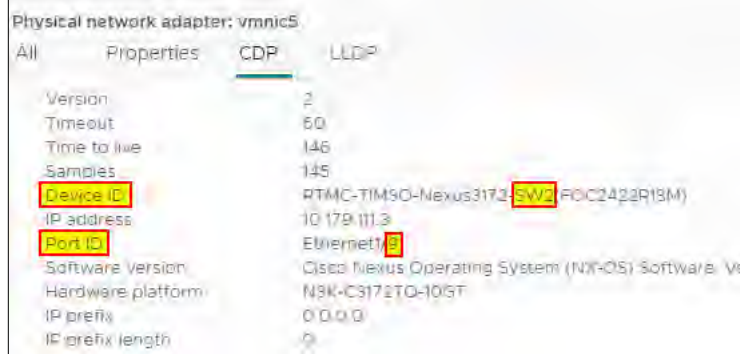 Physical network adapter: vmnic5
All Properties CDP LLDP
Version 2
Timeout 60
Time to live 146
Samples 145
Device ID RTMC-TIM9O-Nexus3172-SW2(FOC2422R1BM)
IP address 10.179.111.3
Port ID Ethernet1/9
Software version Cisco Nexus Operating System (NX-OS) Software, Ve
Hardware platform N3K-C3172TQ-10GT
IP prefix 0.0.0.0
IP prefix length 0